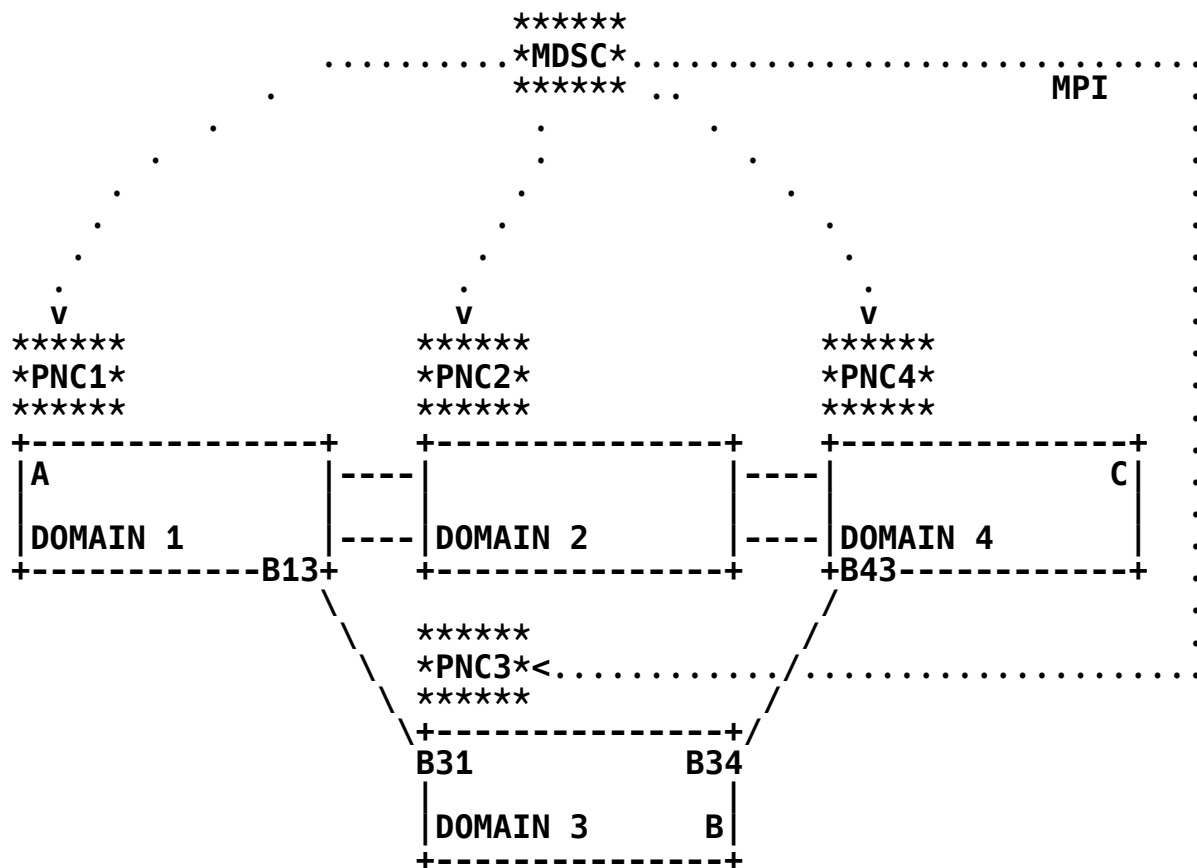 ******
..........*MDSC*..............................
. ****** .. MPI .
. . . .
. . . .
. . . .
. . . .
. . . .
. . . .
v v v .
****** ****** ****** .
*PNC1* *PNC2* *PNC4* .
****** ****** ****** .
+---------------+ +---------------+ +---------------+ .
|A |----| |----| C| .
| | | | | | .
|DOMAIN 1 |----|DOMAIN 2 |----|DOMAIN 4 | .
+------------B13+ +---------------+ +B43------------+ .
\ / .
\ ****** / .
\ *PNC3*<............/........................
\ ****** /
\+---------------+/
B31 B34
| |
|DOMAIN 3 B|
+---------------+